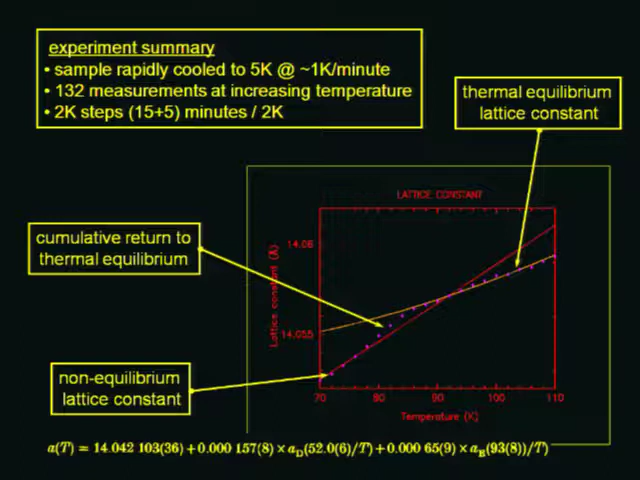 experiment summary
• sample rapidly cooled to 5K @ ~1K/minute
• 132 measurements at increasing temperature
• 2K steps (15+5) minutes / 2K
thermal equilibrium
lattice constant
LATTICE CONSTANT
cumulative return to
thermal equilibrium
14.06
Lattice constant (Å)
14.055
non-equilibrium
lattice constant
70 80 90 100 110
Temperature (K)
a(T) = 14.042 103(36) + 0.000 157(8) × a_D(52.0(6)/T) + 0.000 65(9) × a_E(93(8))/T)